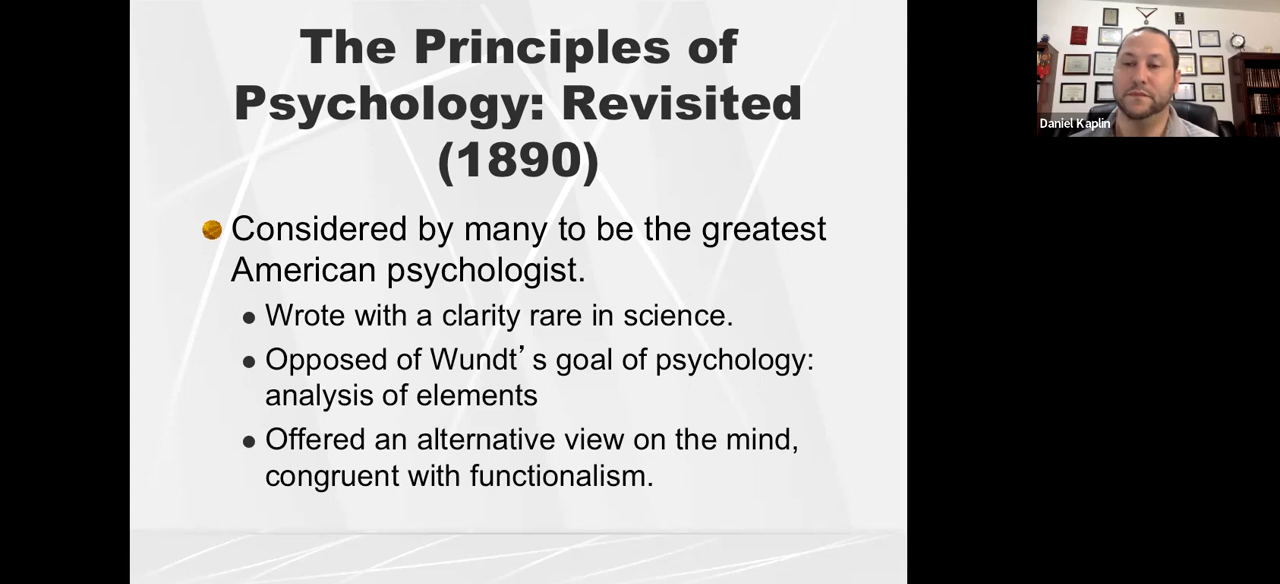 The Principles of
Psychology: Revisited
(1890)
Considered by many to be the greatest
American psychologist.
Wrote with a clarity rare in science.
Opposed of Wundt’s goal of psychology:
analysis of elements
Offered an alternative view on the mind,
congruent with functionalism.
Daniel Kaplin